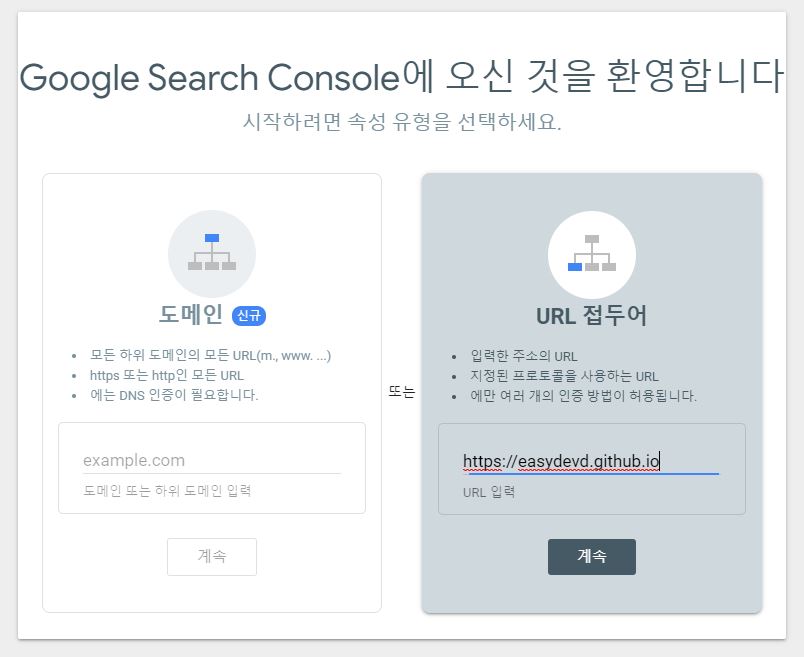 Google Search Console에 오신 것을 환영합니다
시작하려면 속성 유형을 선택하세요.
도메인 신규
모든 하위 도메인의 모든 URL(m., www. ...)
https 또는 http인 모든 URL
에는 DNS 인증이 필요합니다.
example.com
도메인 또는 하위 도메인 입력
계속
또는
URL 접두어
입력한 주소의 URL
지정된 프로토콜을 사용하는 URL
에만 여러 개의 인증 방법이 허용됩니다.
https://easydevd.github.io
URL 입력
계속